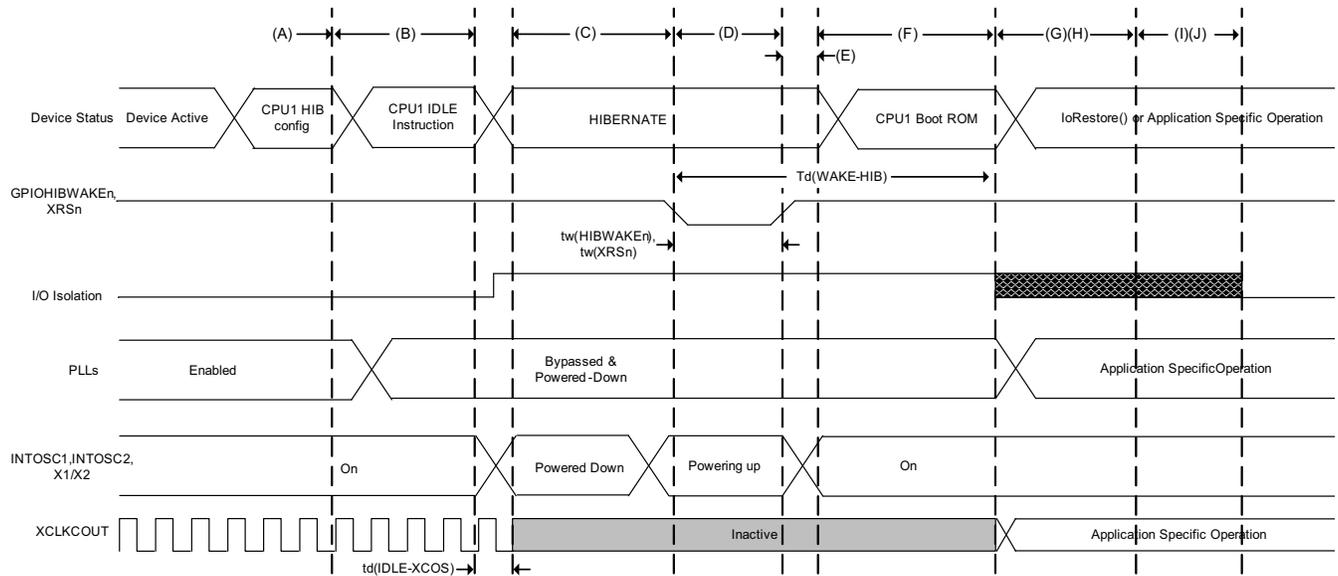 (A)
(B)
(C)
(D)
(E)
(F)
(G)(H)
(I)(J)
Device Status
Device Active
CPU1 HIB
config
CPU1 IDLE
Instruction
HIBERNATE
CPU1 Boot ROM
IoRestore() or Application Specific Operation
Td(WAKE-HIB)
GPIOHIBWAKEn,
XRSn
tw(HIBWAKEn),
tw(XRSn)
I/O Isolation
PLLs
Enabled
Bypassed &
Powered-Down
Application SpecificOperation
INTOSC1,INTOSC2,
X1/X2
On
Powered Down
Powering up
On
XCLKCOUT
Inactive
Application Specific Operation
td(IDLE-XCOS)